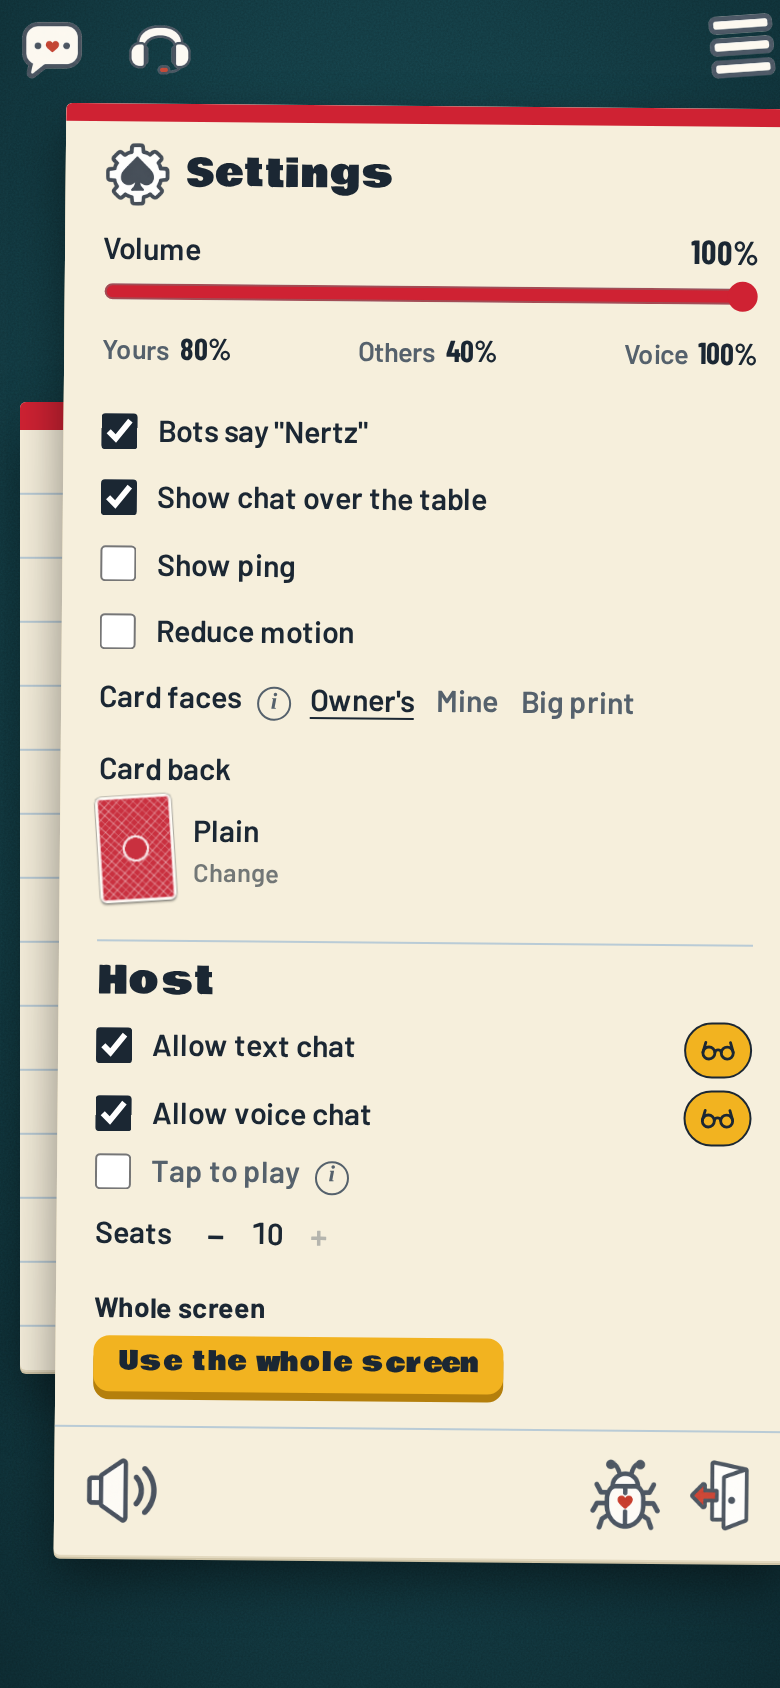 Settings
Volume 100%
Yours 80% Others 40% Voice 100%
Bots say "Nertz"
Show chat over the table
Show ping
Reduce motion
Card faces i Owner's Mine Big print
Card back
Plain
Change
Host
Allow text chat
Allow voice chat
Tap to play i
Seats – 10 +
Whole screen
Use the whole screen